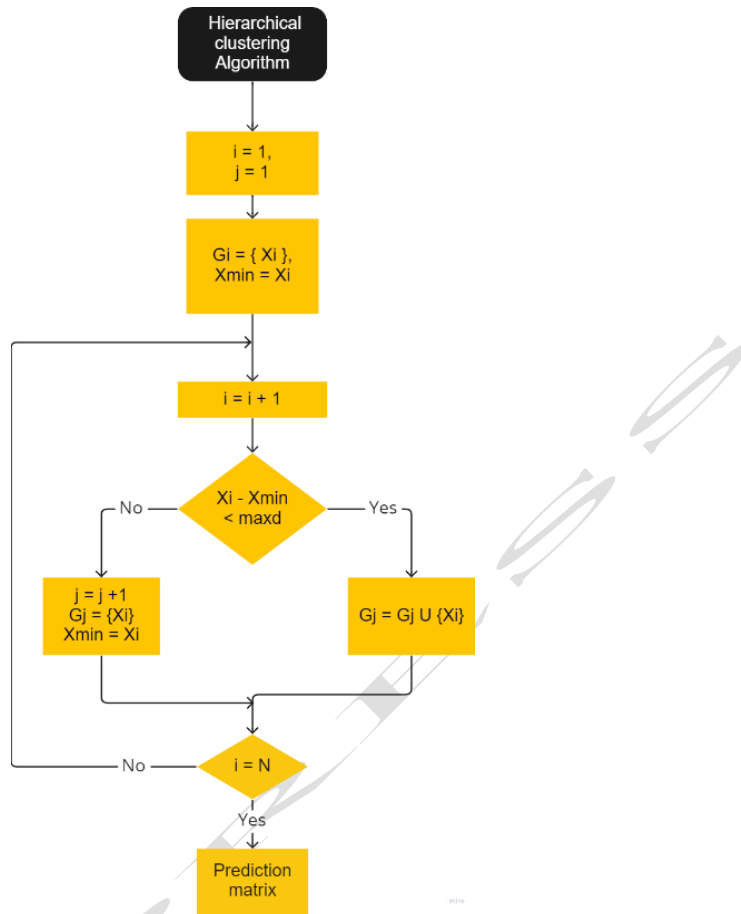 Hierarchical
clustering
Algorithm
i = 1,
j = 1
Gi = { Xi },
Xmin = Xi
i = i + 1
Xi - Xmin
< maxd
No
Yes
j = j +1
Gj = {Xi}
Xmin = Xi
Gj = Gj U {Xi}
i = N
No
Yes
Prediction
matrix
miro